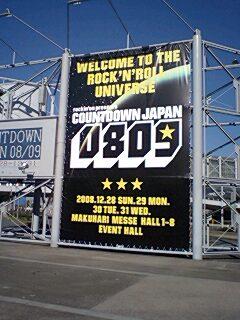 WELCOME TO THE
ROCK'N'ROLL
UNIVERSE
rockin'on presents
COUNTDOWN JAPAN
0809
2008.12.28 SUN. 29 MON.
30 TUE. 31 WED.
MAKUHARI MESSE HALL 1-8
EVENT HALL
NTDOWN
N 08/09